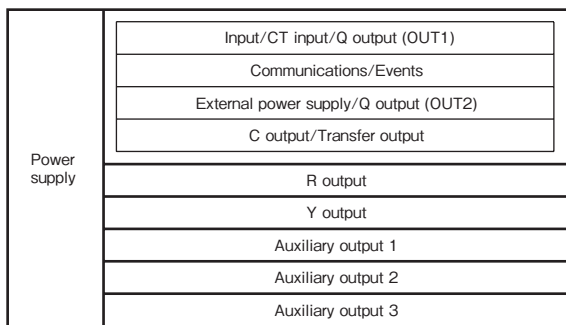 Power
supply
Input/CT input/Q output (OUT1)
Communications/Events
External power supply/Q output (OUT2)
C output/Transfer output
R output
Y output
Auxiliary output 1
Auxiliary output 2
Auxiliary output 3